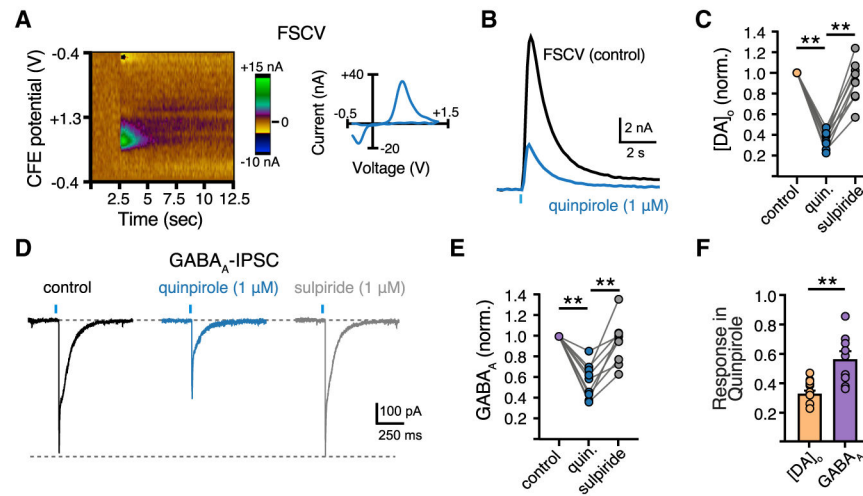 A
FSCV
CFE potential (V)
-0.4
+1.3
-0.4
2.5 5 7.5 10 12.5
Time (sec)
+15 nA
0
-10 nA
Current (nA)
+40
-0.5
+1.5
-20
Voltage (V)
B
FSCV (control)
2 nA
2 s
quinpirole (1 µM)
C
[DA]o (norm.)
** **
1.4
1.2
1.0
0.8
0.6
0.4
0.2
control
quin.
sulpiride
D
GABAA-IPSC
control
quinpirole (1 µM)
sulpiride (1 µM)
100 pA
250 ms
E
GABAA (norm.)
** **
1.4
1.2
1.0
0.8
0.6
0.4
0.2
control
quin.
sulpiride
F
Response in
Quinpirole
**
1.0
0.8
0.6
0.4
0.2
[DA]o
GABAA